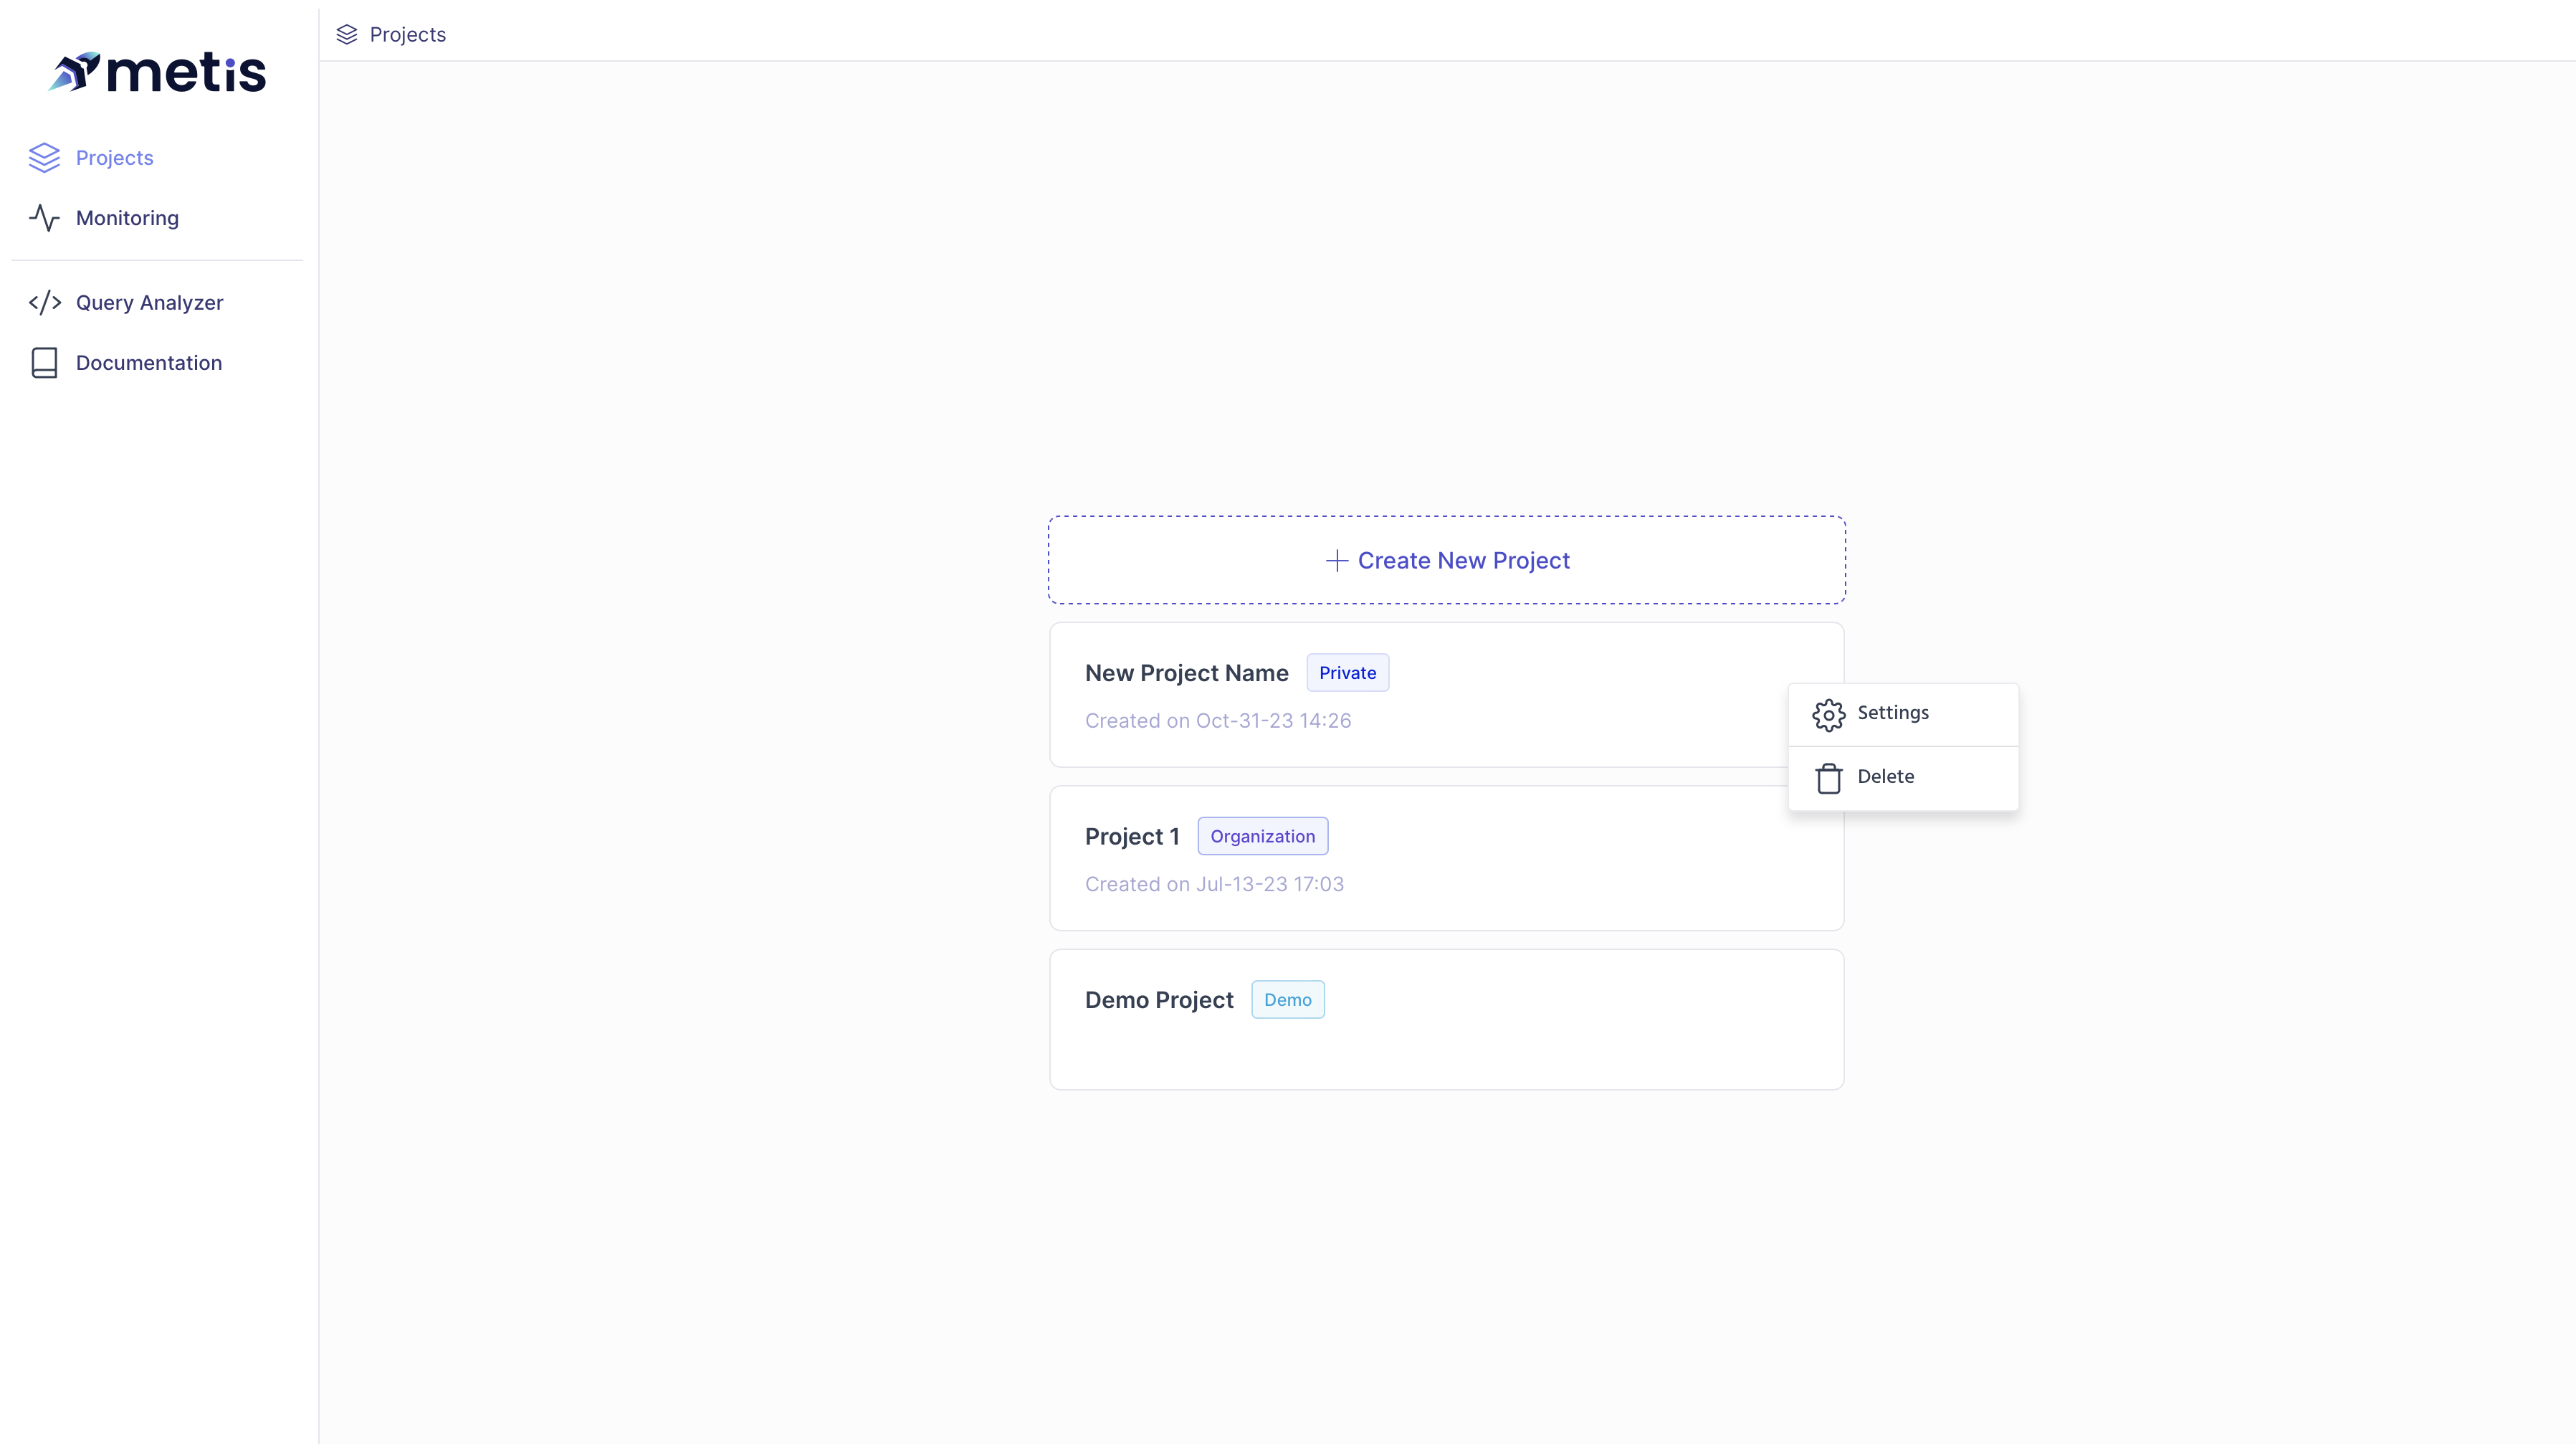 metis
Projects
Monitoring
Query Analyzer
Documentation
Projects
Create New Project
New Project Name Private
Created on Oct-31-23 14:26
Settings
Delete
Project 1 Organization
Created on Jul-13-23 17:03
Demo Project Demo